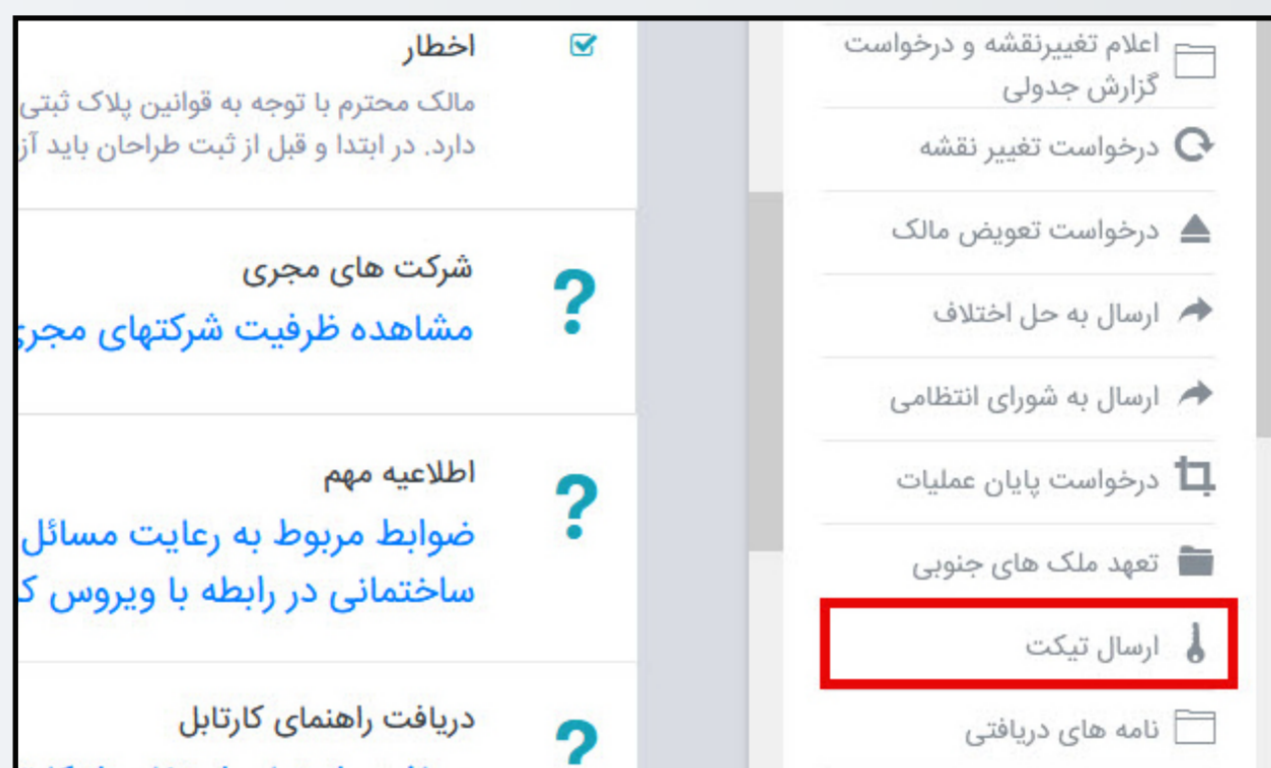 اعلام تغییرنقشه و درخواست
گزارش جدولی
درخواست تغییر نقشه
درخواست تعویض مالک
ارسال به حل اختلاف
ارسال به شورای انتظامی
درخواست پایان عملیات
تعهد ملک های جنوبی
ارسال تیکت
نامه های دریافتی
اخطار
مالک محترم با توجه به قوانین پلاک ثبتی
دارد. در ابتدا و قبل از ثبت طراحان باید
شرکت های مجری
مشاهده ظرفیت شرکتهای
اطلاعیه مهم
ضوابط مربوط به رعایت مسائل
ساختمانی در رابطه با ویروس
دریافت راهنمای کارتابل